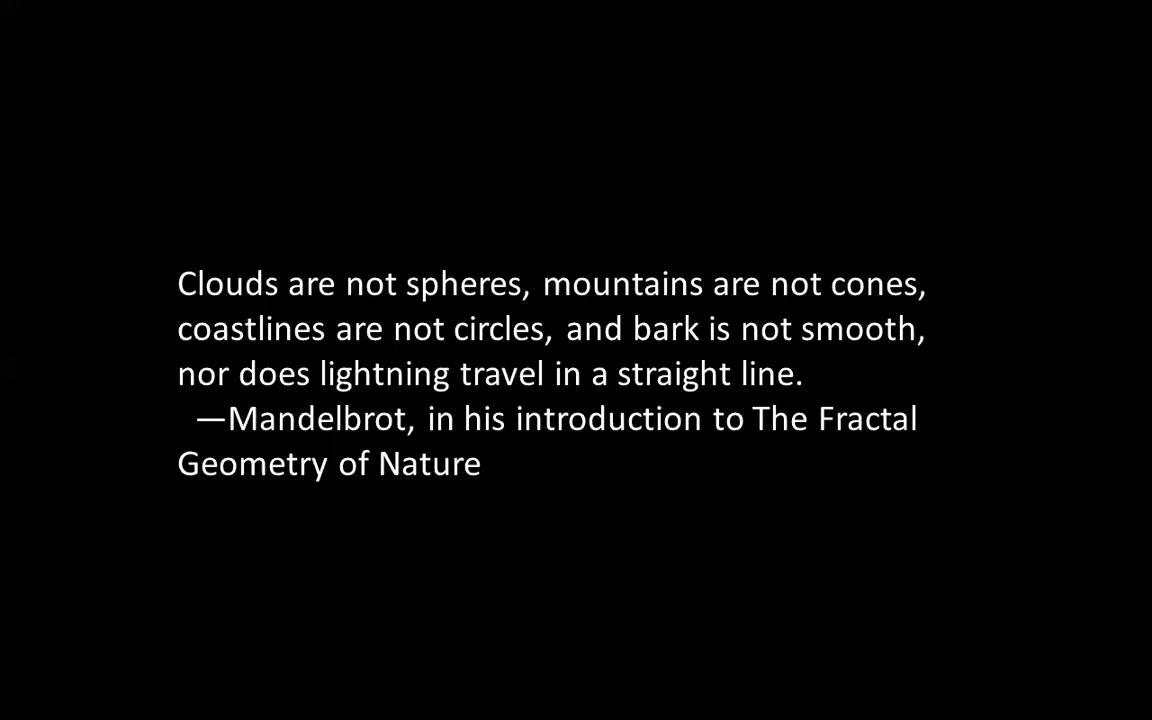 Clouds are not spheres, mountains are not cones,
coastlines are not circles, and bark is not smooth,
nor does lightning travel in a straight line.
—Mandelbrot, in his introduction to The Fractal
Geometry of Nature